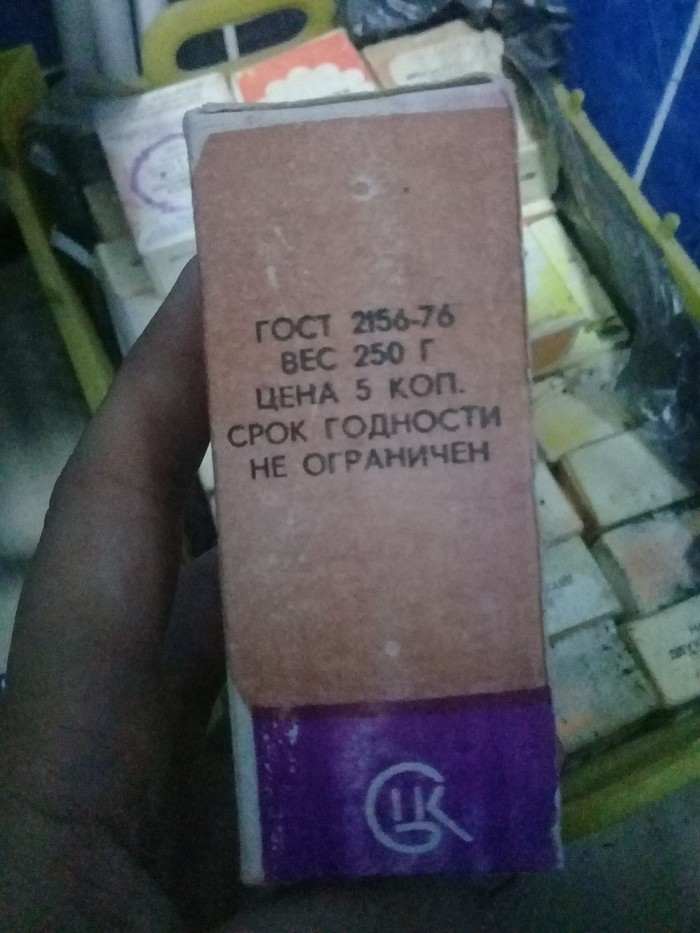 ГОСТ 2156-76
ВЕС 250 Г
ЦЕНА 5 КОП.
СРОК ГОДНОСТИ
НЕ ОГРАНИЧЕН